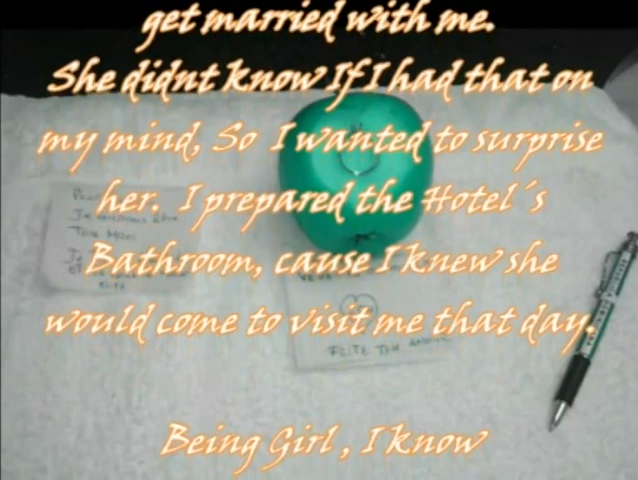 get married with me.
She didnt know If I had that on
my mind, So I wanted to surprise
her. I prepared the Hotel´s
Bathroom, cause I knew she
would come to visit me that day.
Being Girl , I know